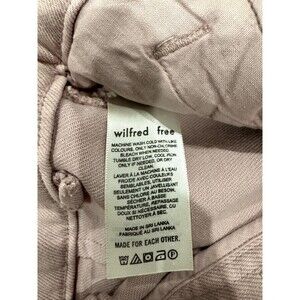 wilfred free
MACHINE WASH COLD WITH LIKE
COLOURS, ONLY NON-CHLORINE
BLEACH WHEN NEEDED.
TUMBLE DRY LOW. COOL IRON
ONLY IF NEEDED, OR DRY
CLEAN.
LAVER À LA MACHINE À L'EAU
FROIDE AVEC COULEURS
SEMBLABLES, UTILISER
SEULEMENT UN JAVELLISANT
SANS CHLORE AU BESOIN.
SÉCHER À BASSE
TEMPÉRATURE, REPASSAGE
DOUX SI NÉCESSAIRE, OU
NETTOYER À SEC.
MADE IN SRI LANKA
FABRIQUÉ AU SRI LANKA
MADE FOR EACH OTHER.